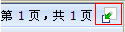 第 1 页，共 1 页